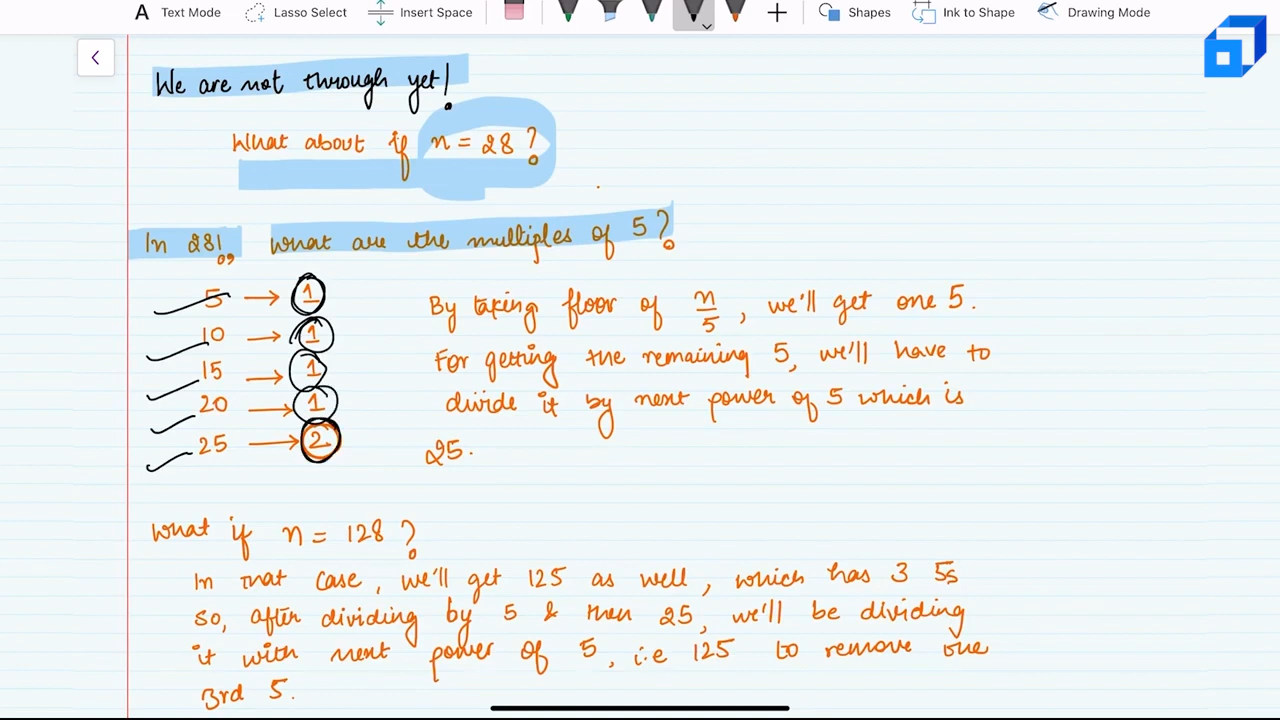 Text Mode Lasso Select Insert Space Shapes Ink to Shape Drawing Mode
We are not through yet!
What about if n = 28?
In 28!, what are the multiples of 5?
5 → 1
10 → 1
15 → 1
20 → 1
25 → 2
By taking floor of n/5, we'll get one 5.
For getting the remaining 5, we'll have to
divide it by next power of 5 which is
25.
What if n = 128?
In that case, we'll get 125 as well, which has 3 5s
so, after dividing by 5 & then 25, we'll be dividing
it with next power of 5, i.e 125 to remove one
3rd 5.